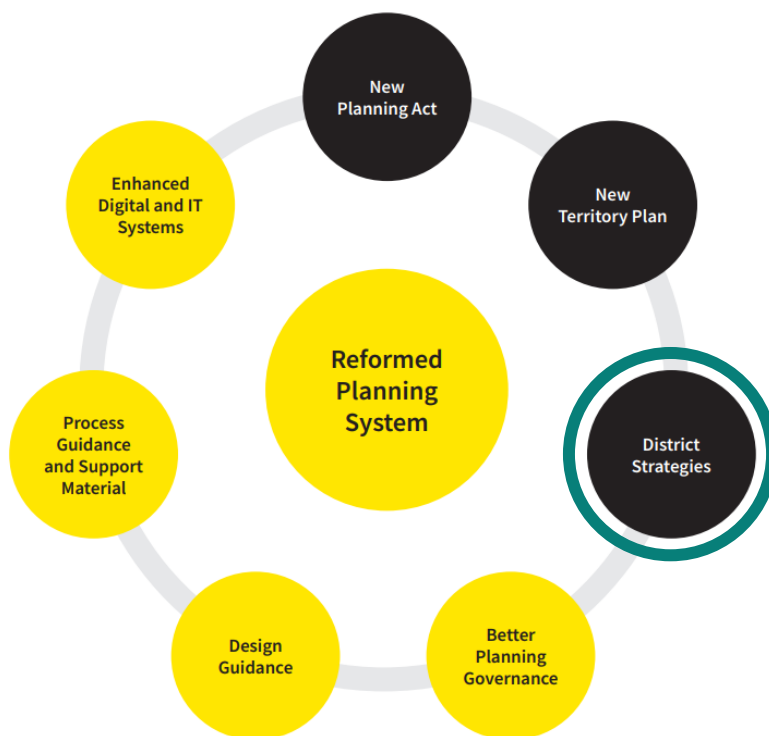 New
Planning Act
New
Territory Plan
District
Strategies
Better
Planning
Governance
Design
Guidance
Process
Guidance
and Support
Material
Enhanced
Digital and IT
Systems
Reformed
Planning
System